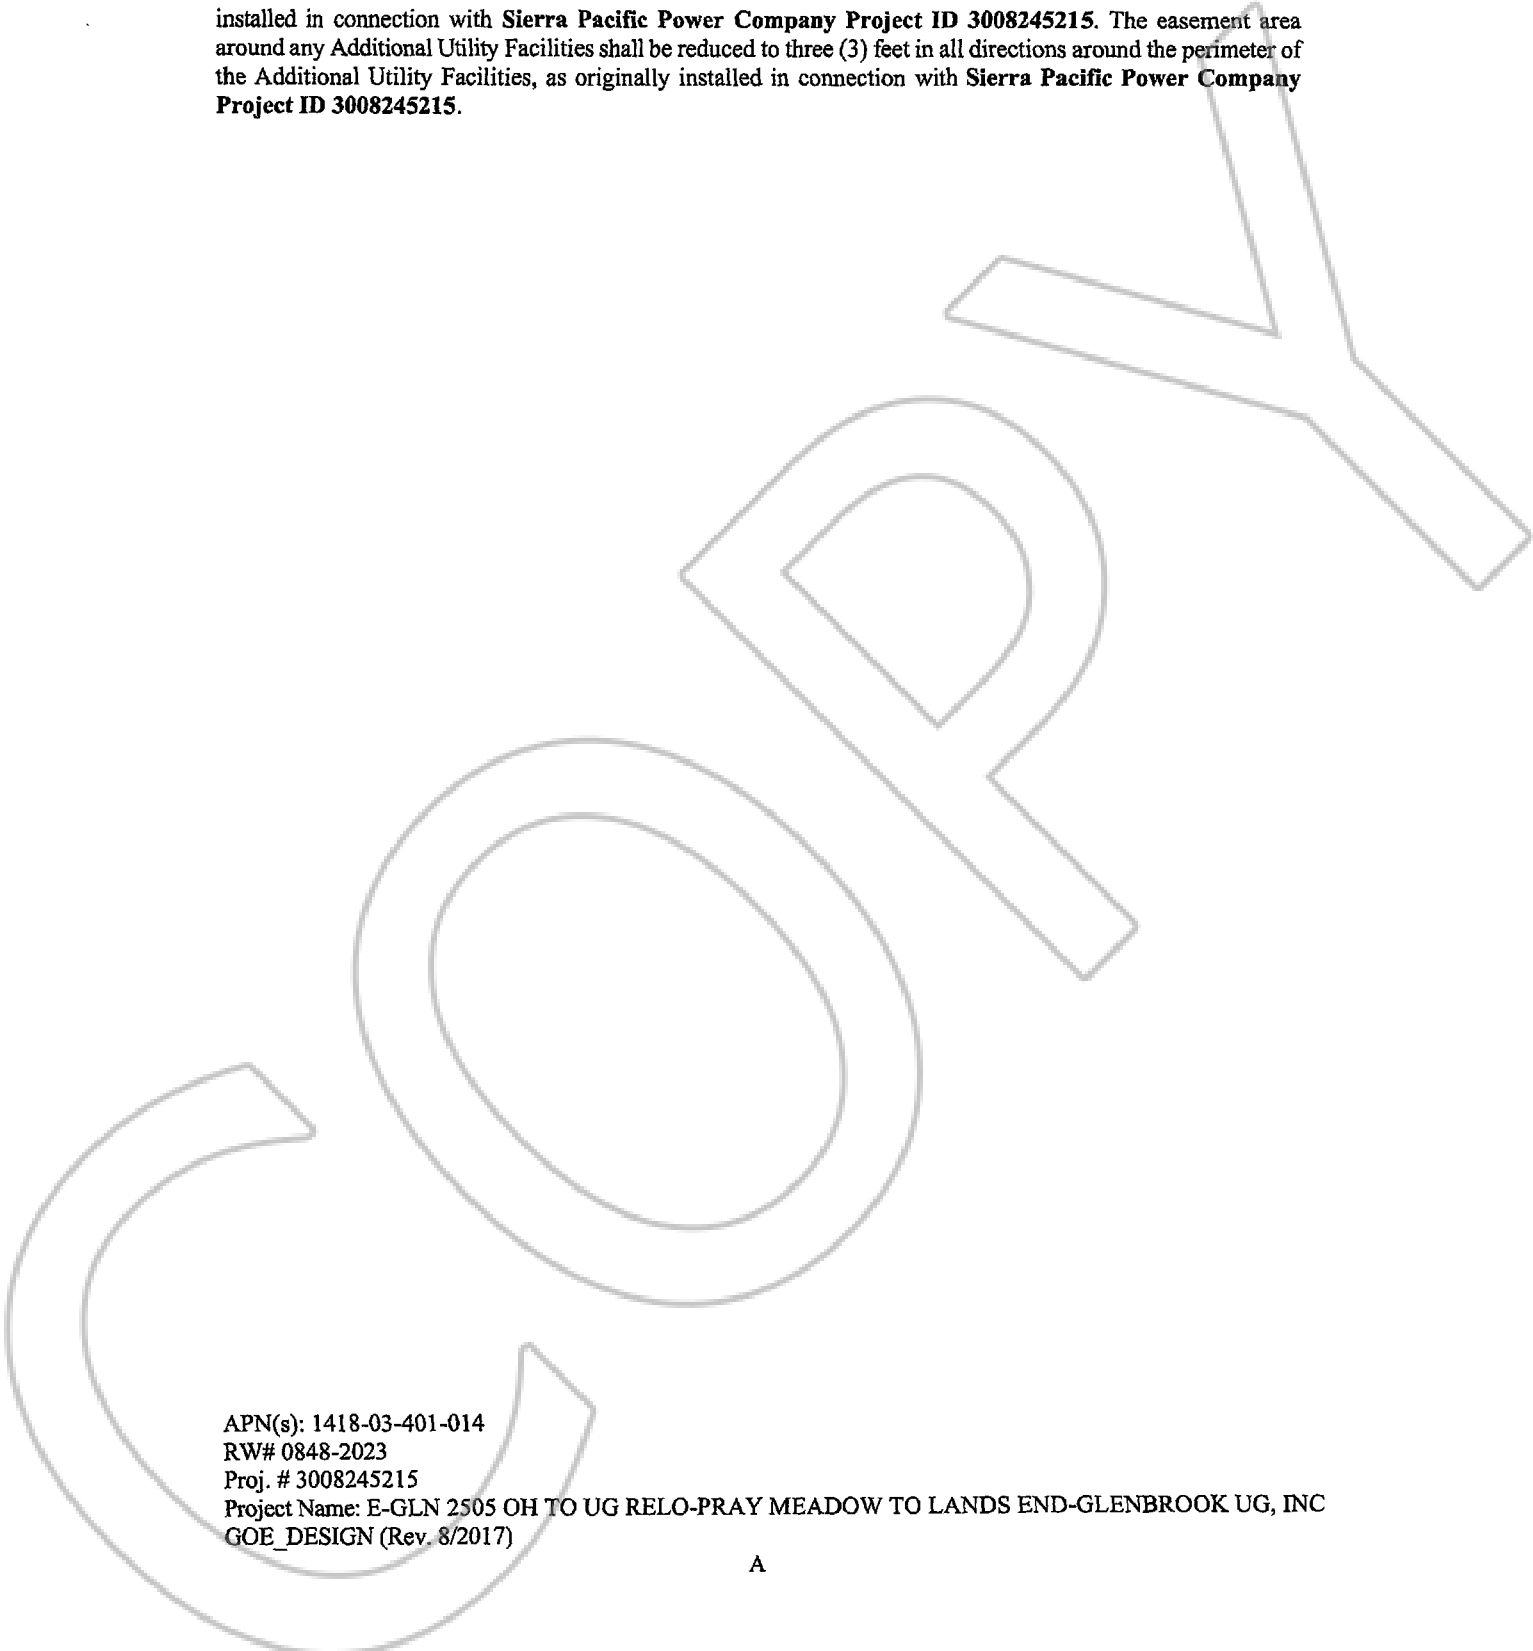 installed in connection with Sierra Pacific Power Company Project ID 3008245215. The easement area
around any Additional Utility Facilities shall be reduced to three (3) feet in all directions around the perimeter of
the Additional Utility Facilities, as originally installed in connection with Sierra Pacific Power Company
Project ID 3008245215.
COPY
APN(s): 1418-03-401-014
RW# 0848-2023
Proj. # 3008245215
Project Name: E-GLN 2505 OH TO UG RELO-PRAY MEADOW TO LANDS END-GLENBROOK UG, INC
GOE_DESIGN (Rev. 8/2017)
A